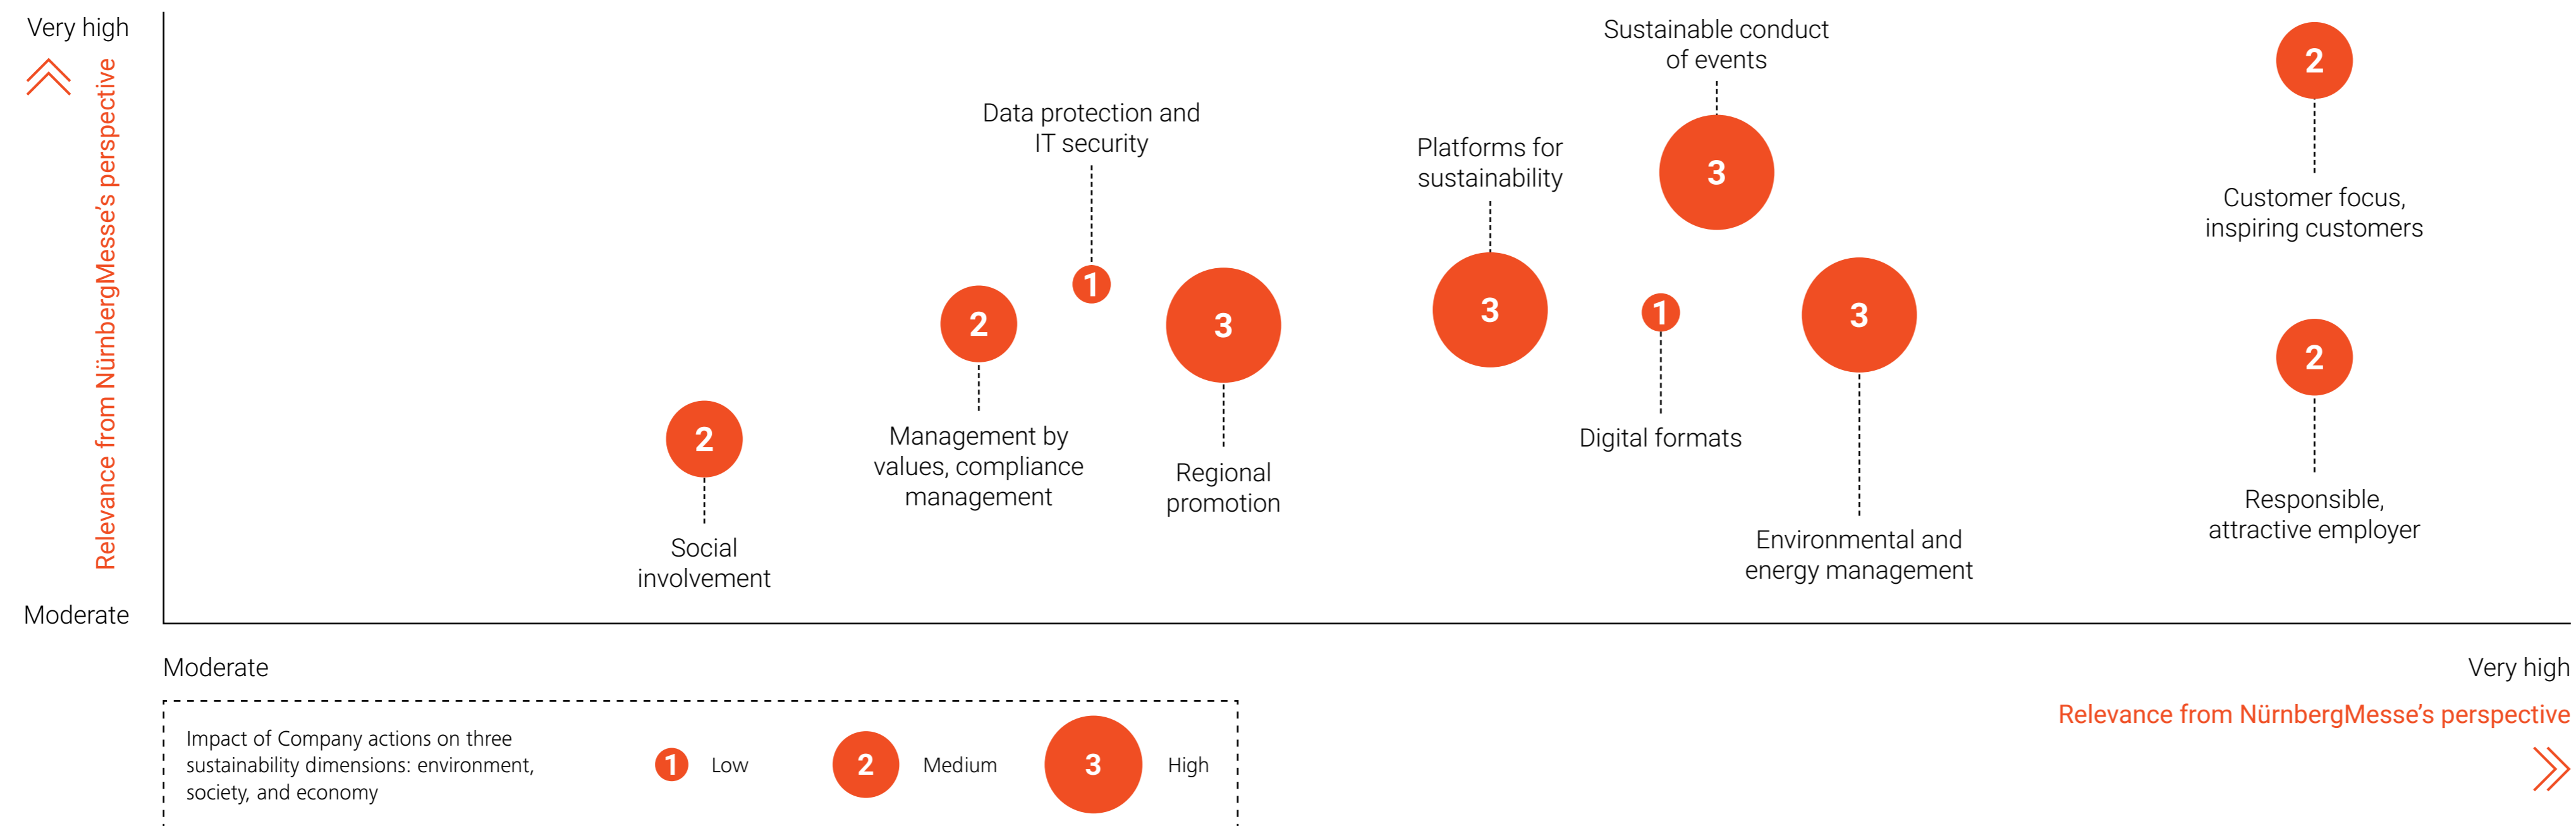 Very high
Relevance from NürnbergMesse's perspective
Moderate
Sustainable conduct
of events
3
2
Customer focus,
inspiring customers
Data protection and
IT security
1
Platforms for
sustainability
3
2
Management by
values, compliance
management
3
Regional
promotion
1
Digital formats
3
Environmental and
energy management
2
Responsible,
attractive employer
2
Social
involvement
Moderate
Very high
Relevance from NürnbergMesse's perspective
Impact of Company actions on three
sustainability dimensions: environment,
society, and economy
1 Low
2 Medium
3 High